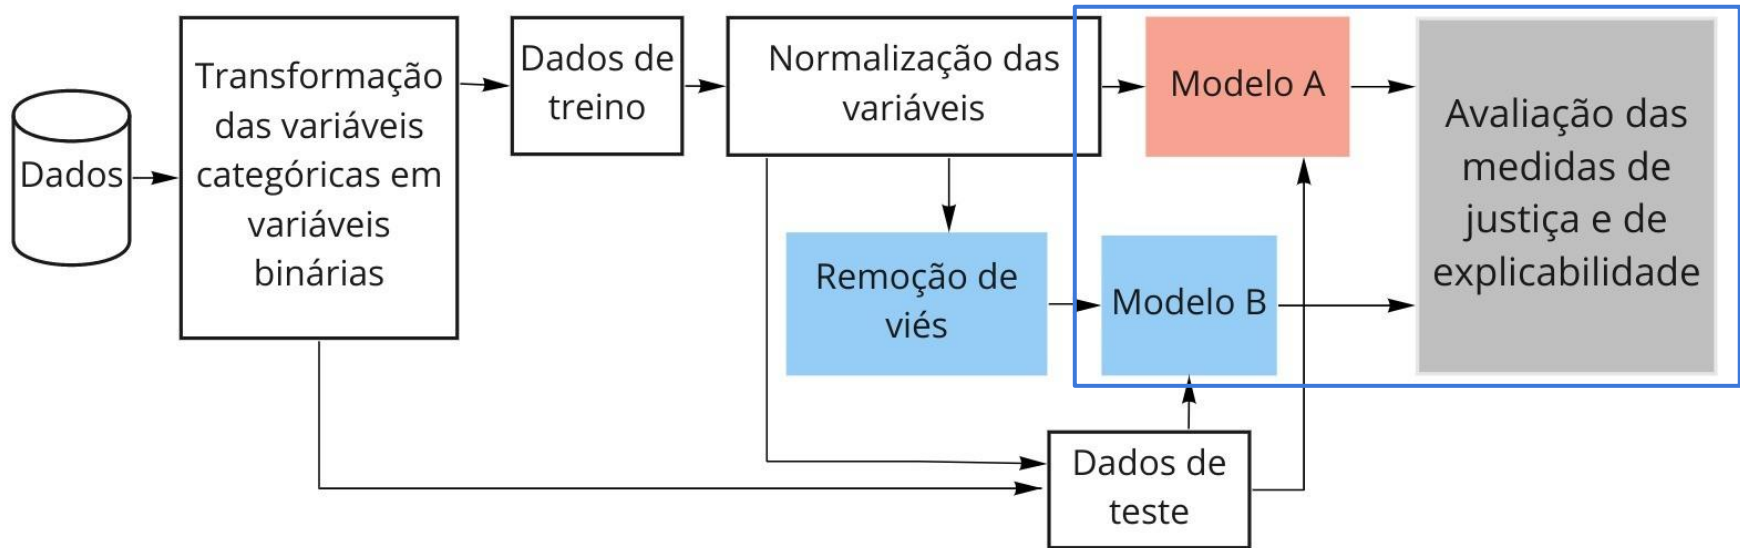 Dados
Transformação
das variáveis
categóricas em
variáveis
binárias
Dados de
treino
Normalização das
variáveis
Modelo A
Avaliação das
medidas de
justiça e de
explicabilidade
Remoção de
viés
Modelo B
Dados de
teste